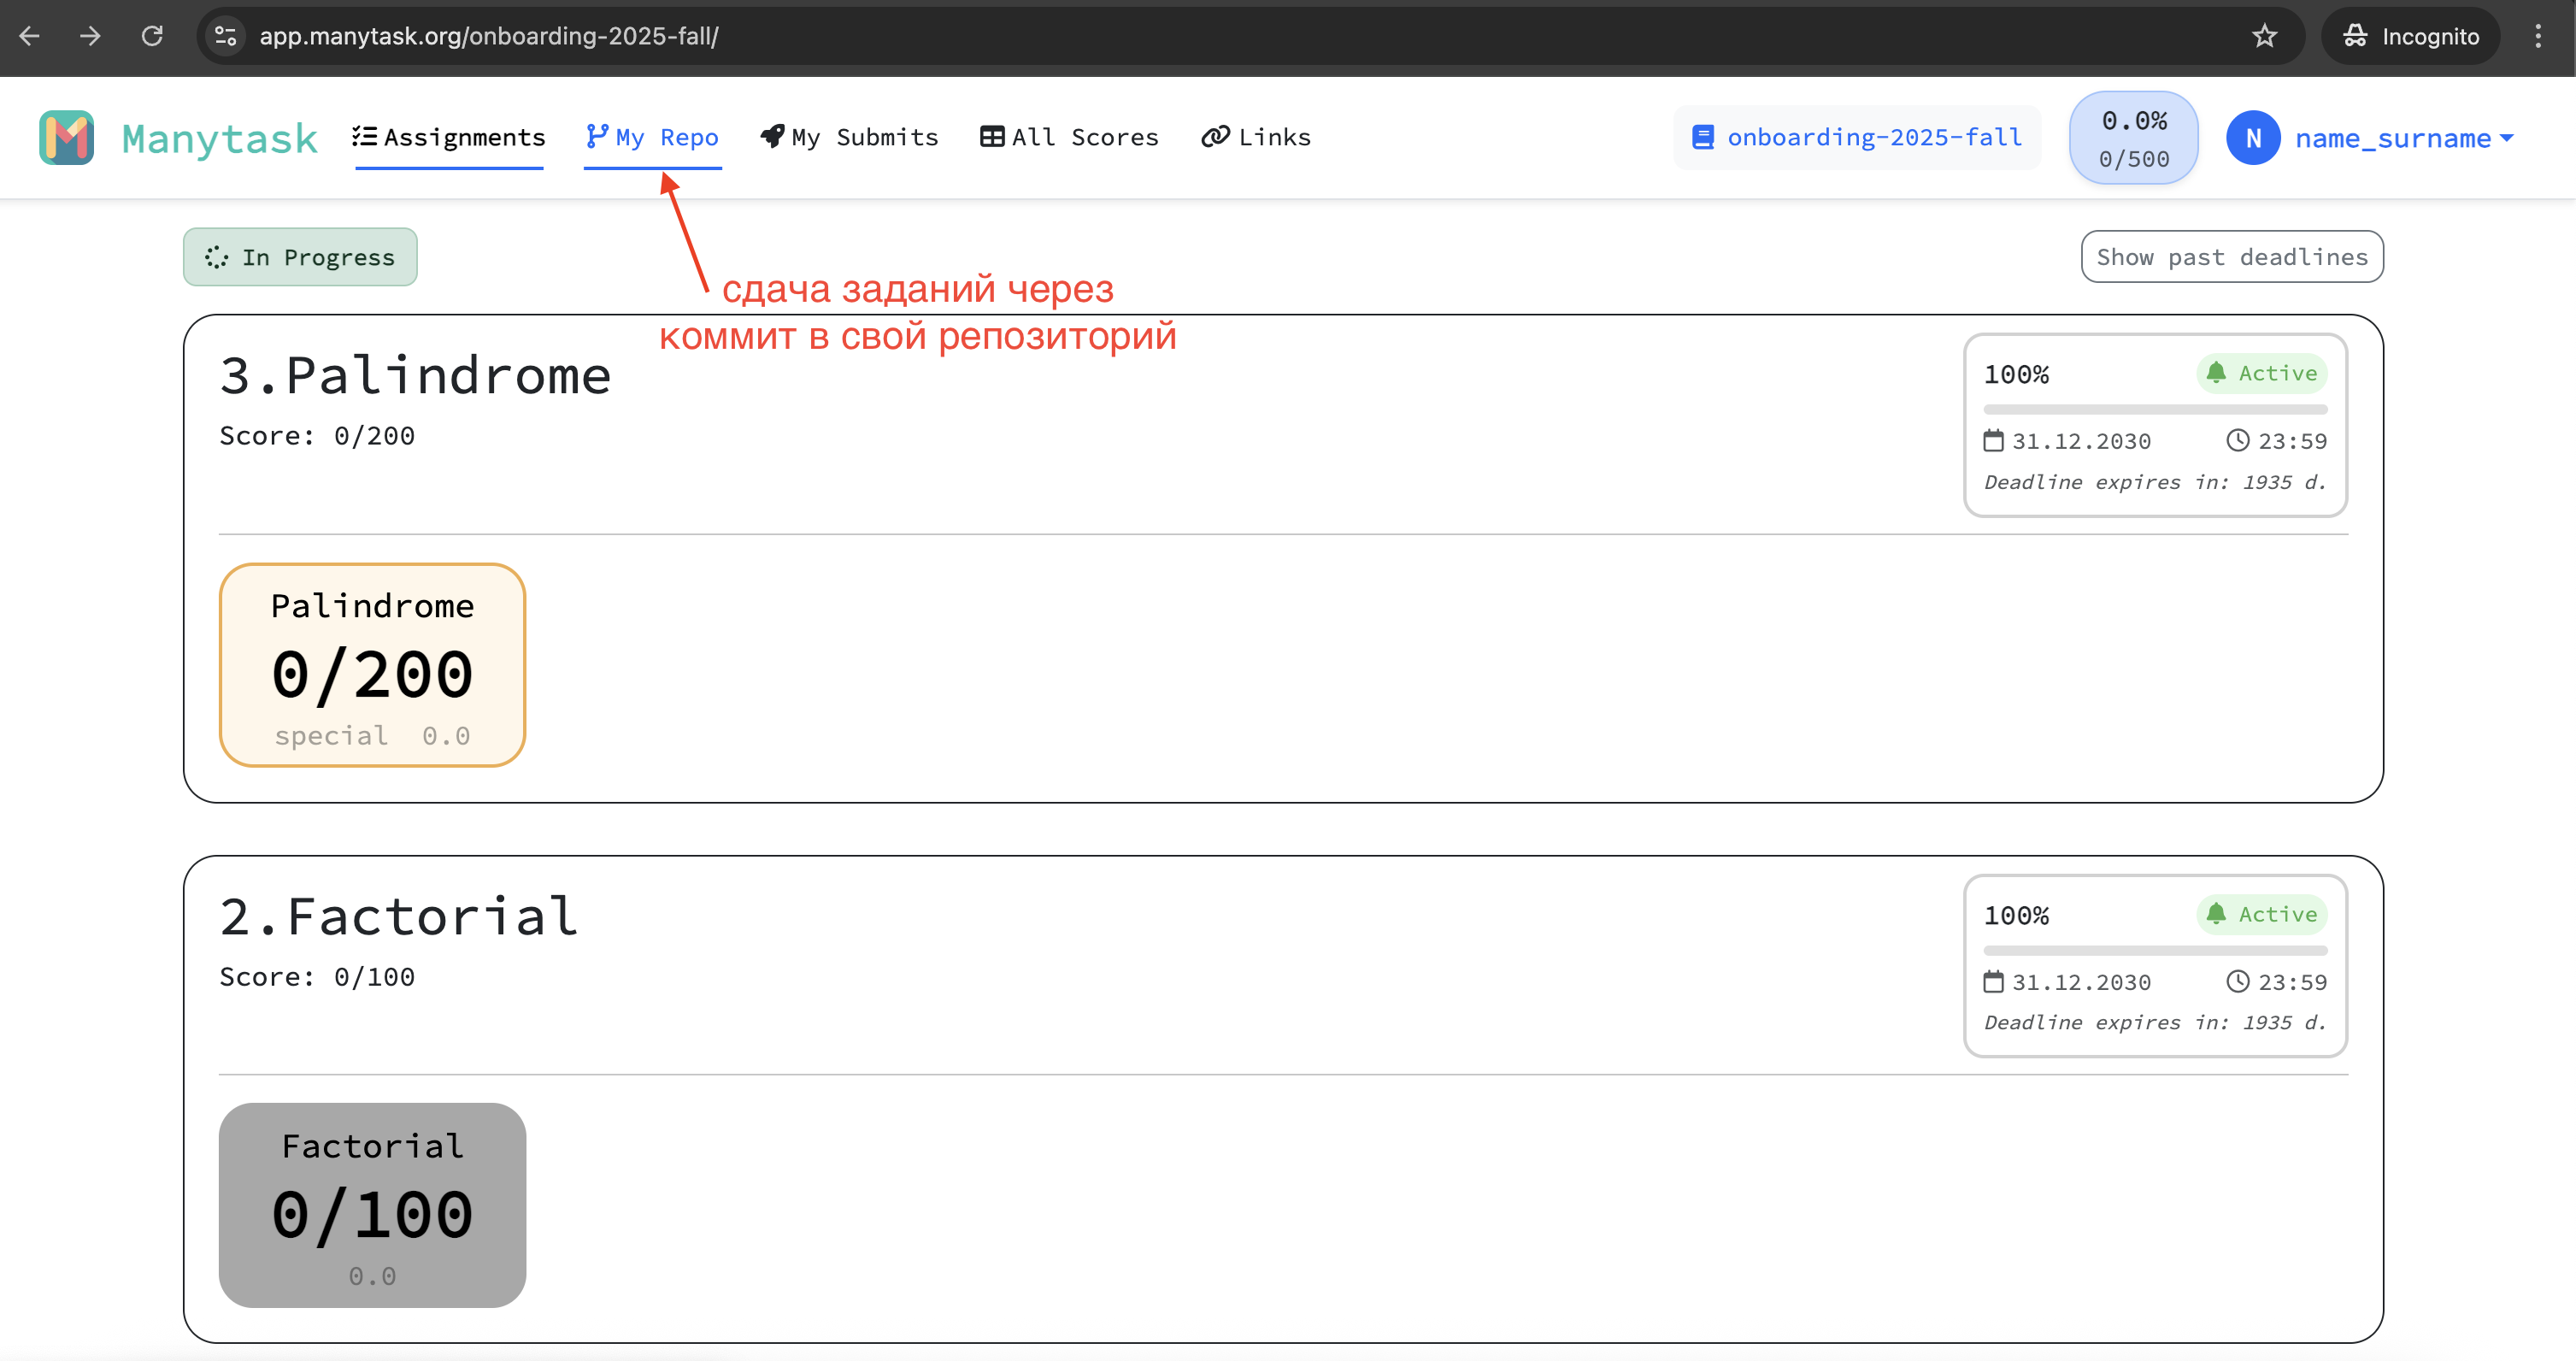 app.manytask.org/onboarding-2025-fall/
Incognito
Manytask
Assignments
My Repo
My Submits
All Scores
Links
onboarding-2025-fall
0.0%
0/500
N
name_surname
In Progress
Show past deadlines
сдача заданий через
коммит в свой репозиторий
3.Palindrome
Score: 0/200
100%
Active
31.12.2030
23:59
Deadline expires in: 1935 d.
Palindrome
0/200
special 0.0
2.Factorial
Score: 0/100
100%
Active
31.12.2030
23:59
Deadline expires in: 1935 d.
Factorial
0/100
0.0